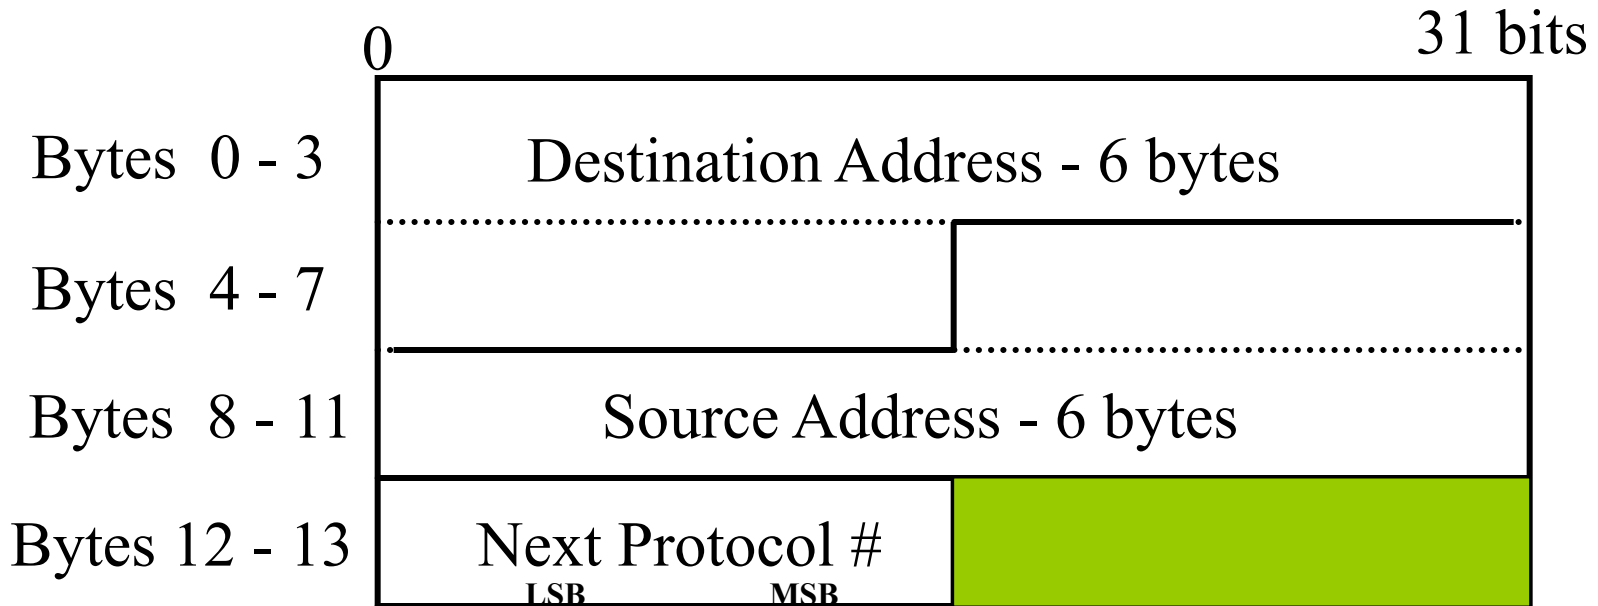 0 31 bits
Bytes 0 - 3 Destination Address - 6 bytes
Bytes 4 - 7
Bytes 8 - 11 Source Address - 6 bytes
Bytes 12 - 13 Next Protocol #
LSB MSB